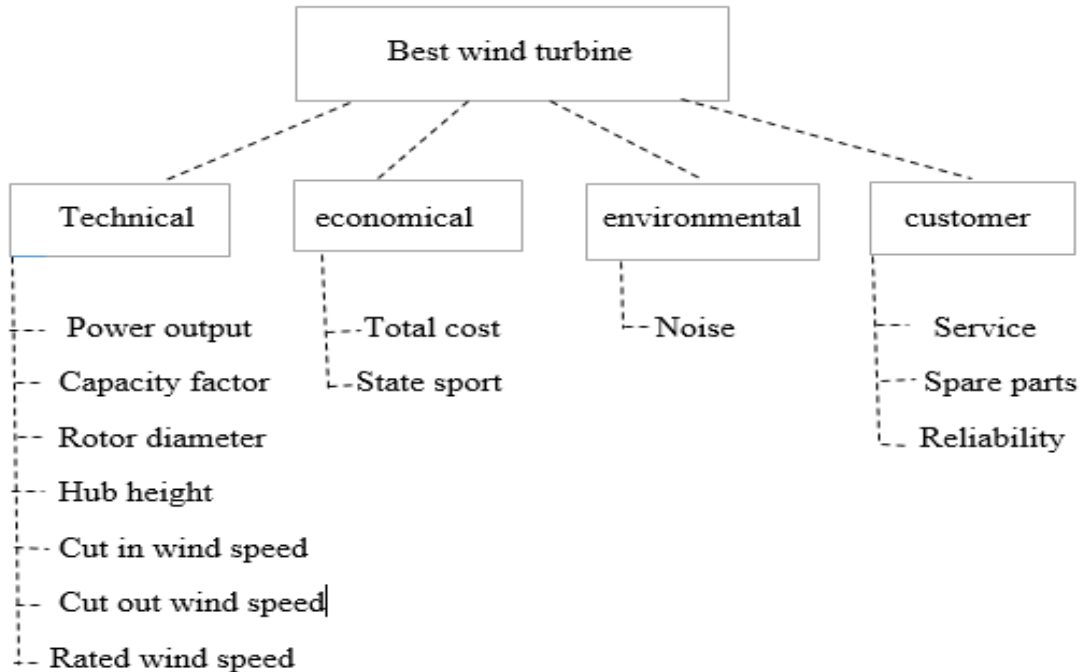 Best wind turbine
Technical
economical
environmental
customer
Power output
Capacity factor
Rotor diameter
Hub height
Cut in wind speed
Cut out wind speed
Rated wind speed
Total cost
State sport
Noise
Service
Spare parts
Reliability